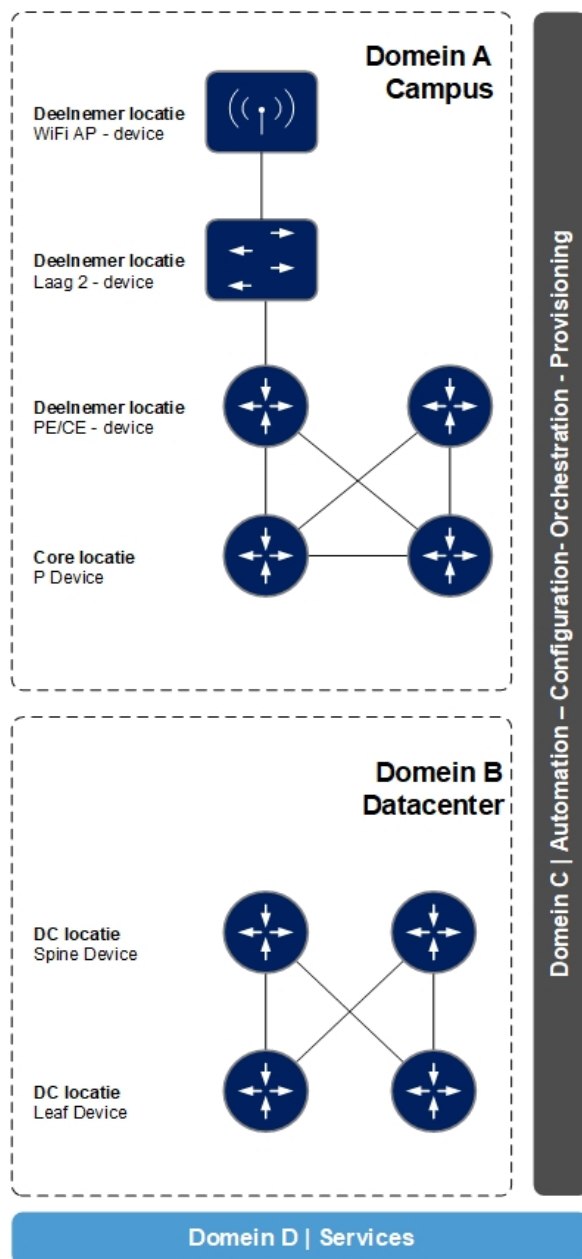 Domein A
Campus
Deelnemer locatie
WiFi AP - device
Deelnemer locatie
Laag 2 - device
Deelnemer locatie
PE/CE - device
Core locatie
P Device
Domein B
Datacenter
DC locatie
Spine Device
DC locatie
Leaf Device
Domein C | Automation – Configuration- Orchestration - Provisioning
Domein D | Services